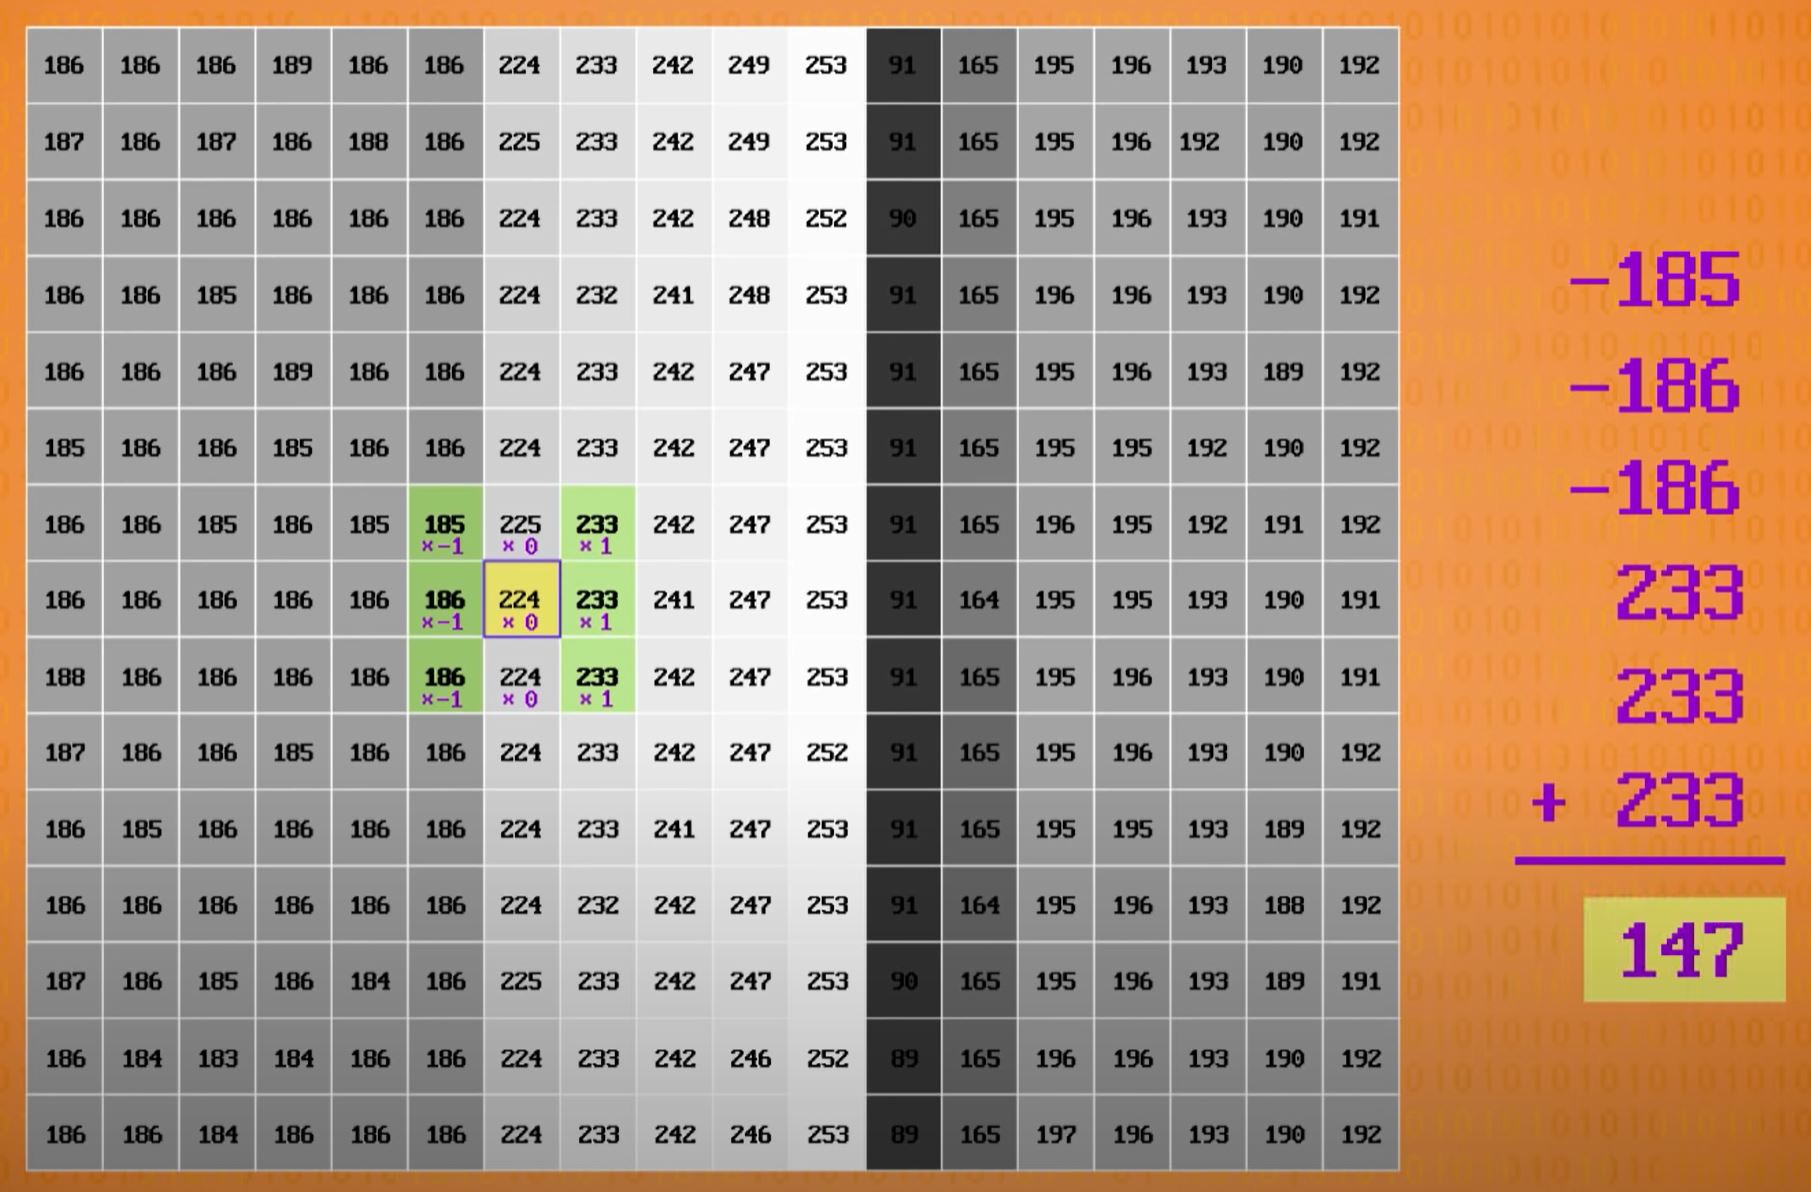 186 186 186 189 186 186 224 233 242 249 253 91 165 195 196 193 190 192
187 186 187 186 188 186 225 233 242 249 253 91 165 195 196 192 190 192
186 186 186 186 186 186 224 233 242 248 252 90 165 195 196 193 190 191
186 186 185 186 186 186 224 232 241 248 253 91 165 196 196 193 190 192
186 186 186 189 186 186 224 233 242 247 253 91 165 195 196 193 189 192
185 186 186 185 186 186 224 233 242 247 253 91 165 195 195 192 190 192
186 186 185 186 185 185 225 233 242 247 253 91 165 196 195 192 191 192
×-1 × 0 × 1
186 186 186 186 186 186 224 233 241 247 253 91 164 195 195 193 190 191
×-1 × 0 × 1
188 186 186 186 186 186 224 233 242 247 253 91 165 195 196 193 190 191
×-1 × 0 × 1
187 186 186 185 186 186 224 233 242 247 252 91 165 195 196 193 190 192
186 185 186 186 186 186 224 233 241 247 253 91 165 195 195 193 189 192
186 186 186 186 186 186 224 232 242 247 253 91 164 195 196 193 188 192
187 186 185 186 184 186 225 233 242 247 253 90 165 195 196 193 189 191
186 184 183 184 186 186 224 233 242 246 252 89 165 196 196 193 190 192
186 186 184 186 186 186 224 233 242 246 253 89 165 197 196 193 190 192
-185
-186
-186
233
233
+ 233
147